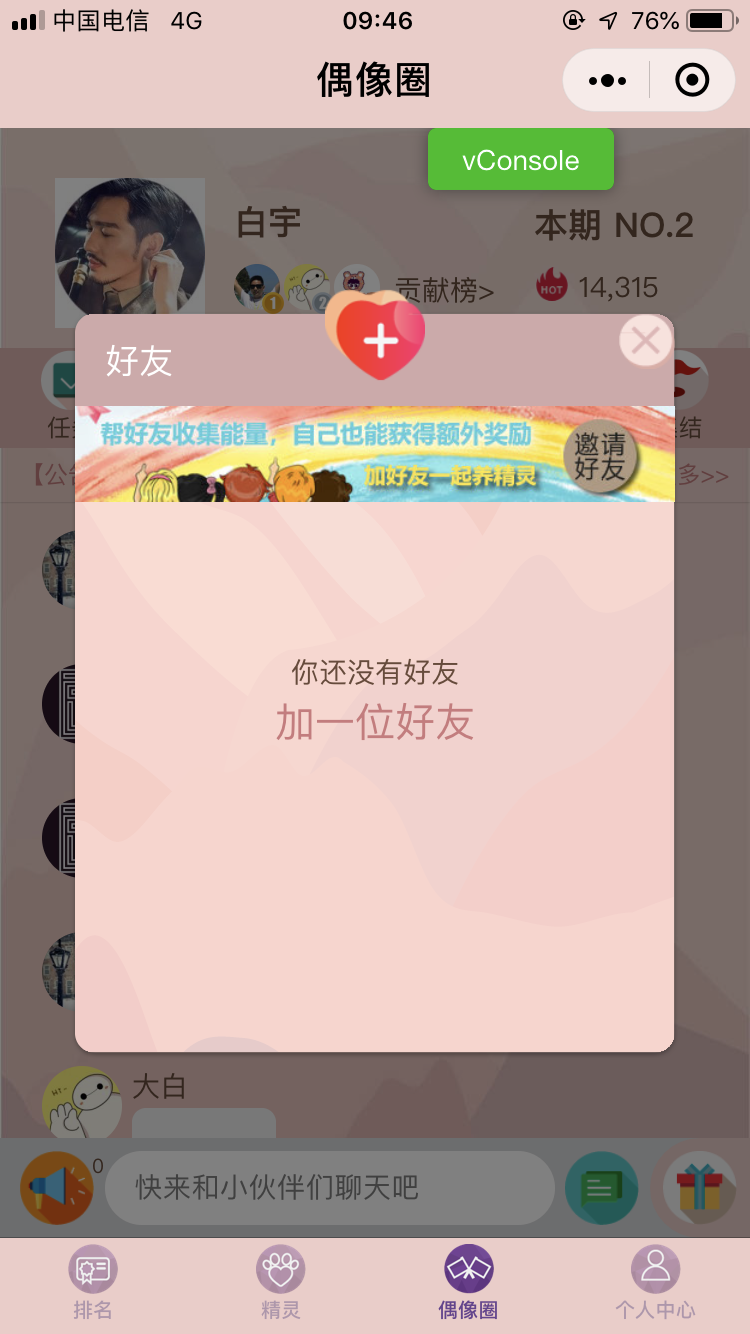 中国电信 4G 09:46 76%
偶像圈
vConsole
白宇
本期 NO.2
1 2
贡献榜>
HOT 14,315
好友
任
结
帮好友收集能量，自己也能获得额外奖励
加好友一起养精灵
邀请
好友
【公告
多>>
你还没有好友
加一位好友
大白
HI~
0
快来和小伙伴们聊天吧
排名
精灵
偶像圈
个人中心